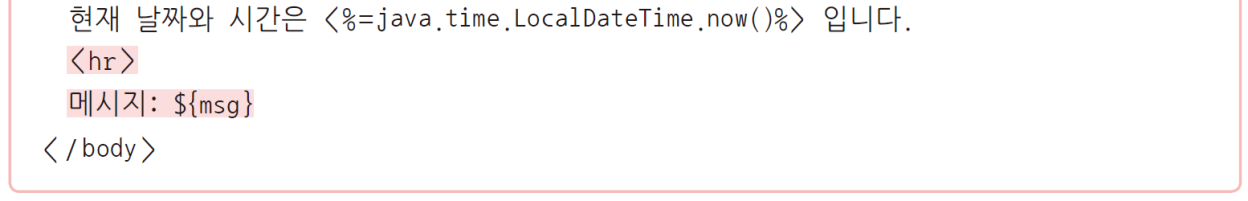 현재 날짜와 시간은 <%=java.time.LocalDateTime.now()%> 입니다.
<hr>
메시지: ${msg}
</body>